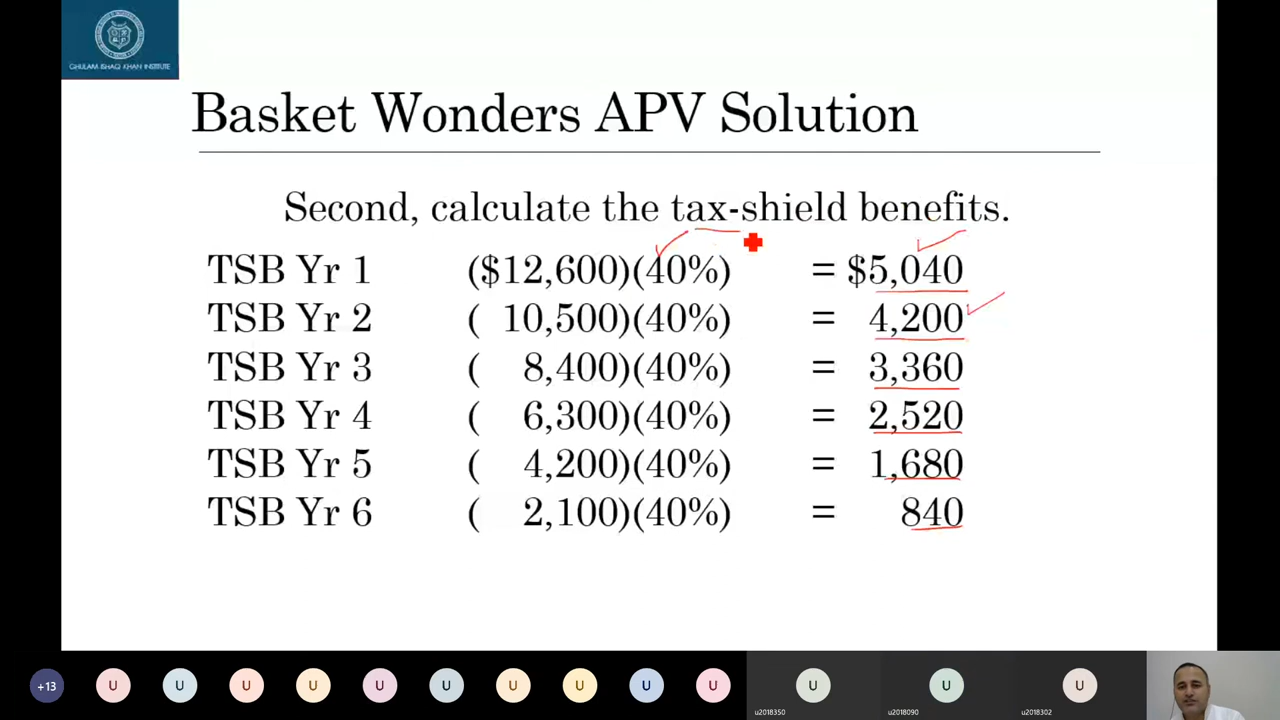 GHULAM ISHAQ KHAN INSTITUTE
Basket Wonders APV Solution
Second, calculate the tax-shield benefits.
TSB Yr 1 ($12,600)(40%) = $5,040
TSB Yr 2 ( 10,500)(40%) = 4,200
TSB Yr 3 ( 8,400)(40%) = 3,360
TSB Yr 4 ( 6,300)(40%) = 2,520
TSB Yr 5 ( 4,200)(40%) = 1,680
TSB Yr 6 ( 2,100)(40%) = 840
+13 U U U U U U U U U U U U U
u2018350 u2018090 u2018302